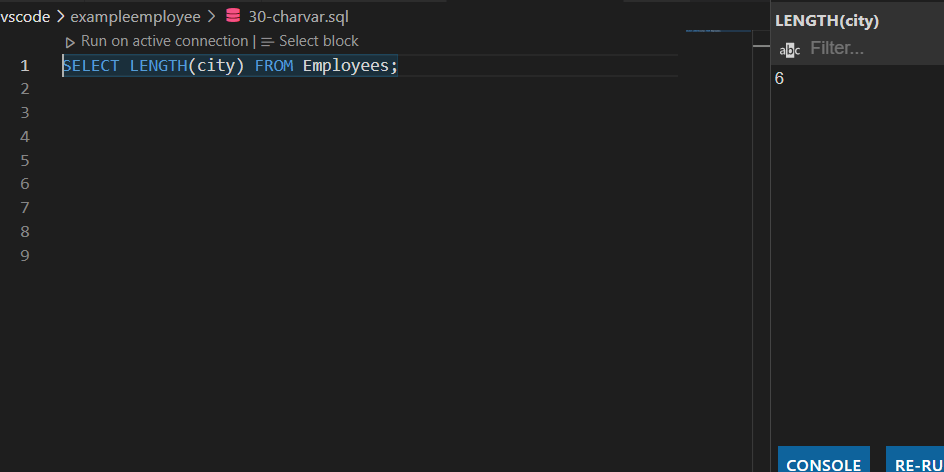 vscode > exampleemployee > 30-charvar.sql
Run on active connection | Select block
1 SELECT LENGTH(city) FROM Employees;
2
3
4
5
6
7
8
9
LENGTH(city)
abc Filter...
6
CONSOLE RE-RU